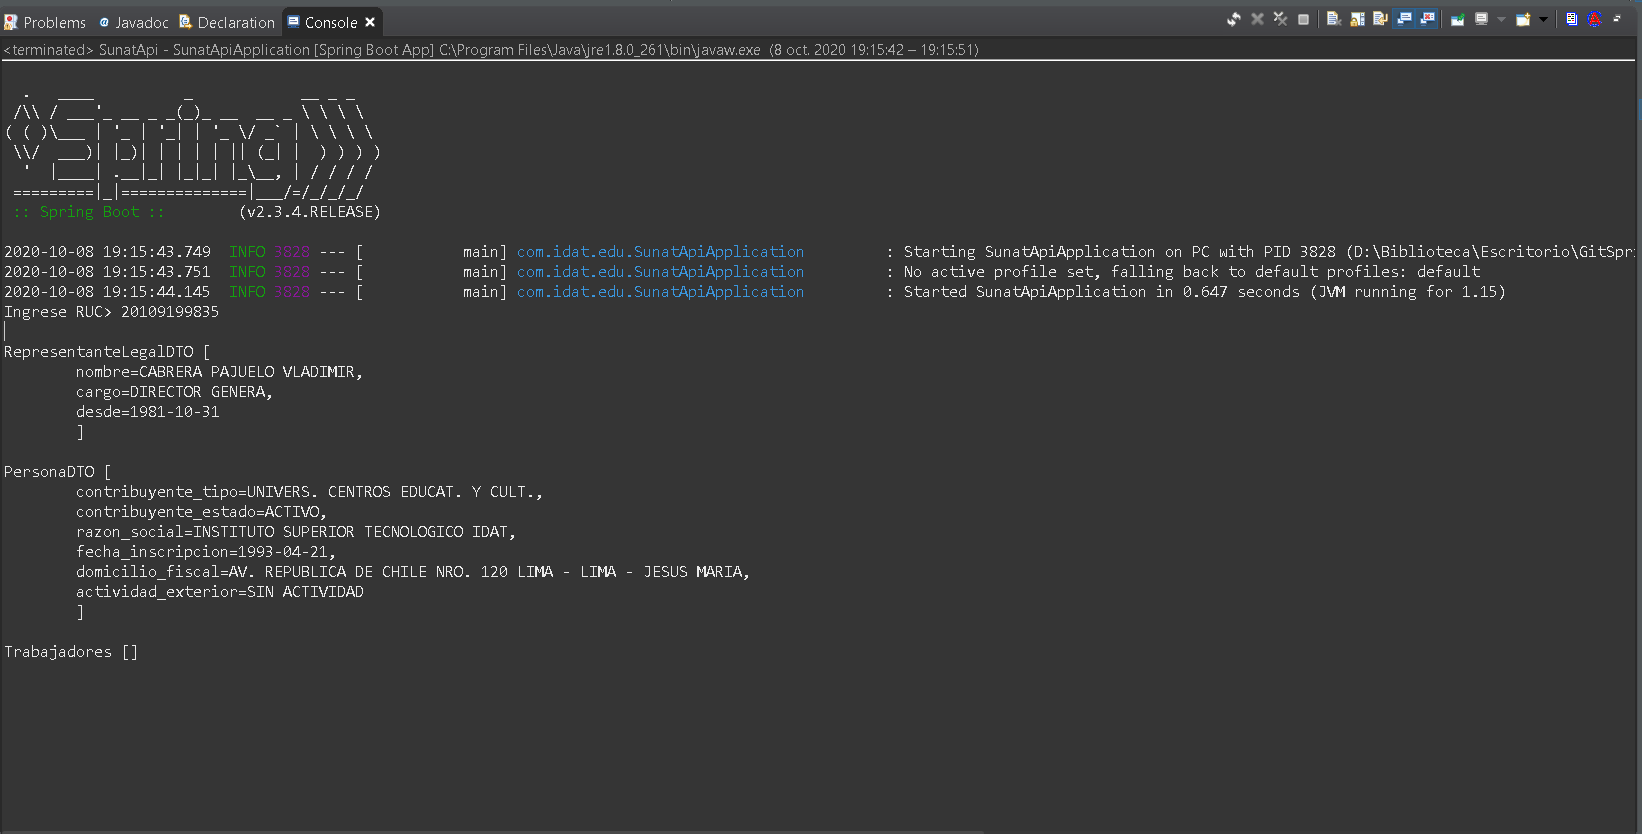 Problems @ Javadoc Declaration Console
<terminated> SunatApi - SunatApiApplication [Spring Boot App] C:\Program Files\Java\jre1.8.0_261\bin\javaw.exe  (8 oct. 2020 19:15:42 – 19:15:51)
  .   ____          _            __ _ _
 /\\ / ___'_ __ _ _(_)_ __  __ _ \ \ \ \
( ( )\___ | '_ | '_| | '_ \/ _` | \ \ \ \
 \\/  ___)| |_)| | | | | || (_| |  ) ) ) )
  '  |____| .__|_| |_|_| |_\__, | / / / /
 =========|_|==============|___/=/_/_/_/
 :: Spring Boot ::        (v2.3.4.RELEASE)
2020-10-08 19:15:43.749  INFO 3828 --- [           main] com.idat.edu.SunatApiApplication         : Starting SunatApiApplication on PC with PID 3828 (D:\Biblioteca\Escritorio\GitSpri
2020-10-08 19:15:43.751  INFO 3828 --- [           main] com.idat.edu.SunatApiApplication         : No active profile set, falling back to default profiles: default
2020-10-08 19:15:44.145  INFO 3828 --- [           main] com.idat.edu.SunatApiApplication         : Started SunatApiApplication in 0.647 seconds (JVM running for 1.15)
Ingrese RUC> 20109199835
RepresentanteLegalDTO [
        nombre=CABRERA PAJUELO VLADIMIR,
        cargo=DIRECTOR GENERA,
        desde=1981-10-31
        ]
PersonaDTO [
        contribuyente_tipo=UNIVERS. CENTROS EDUCAT. Y CULT.,
        contribuyente_estado=ACTIVO,
        razon_social=INSTITUTO SUPERIOR TECNOLOGICO IDAT,
        fecha_inscripcion=1993-04-21,
        domicilio_fiscal=AV. REPUBLICA DE CHILE NRO. 120 LIMA - LIMA - JESUS MARIA,
        actividad_exterior=SIN ACTIVIDAD
        ]
Trabajadores []